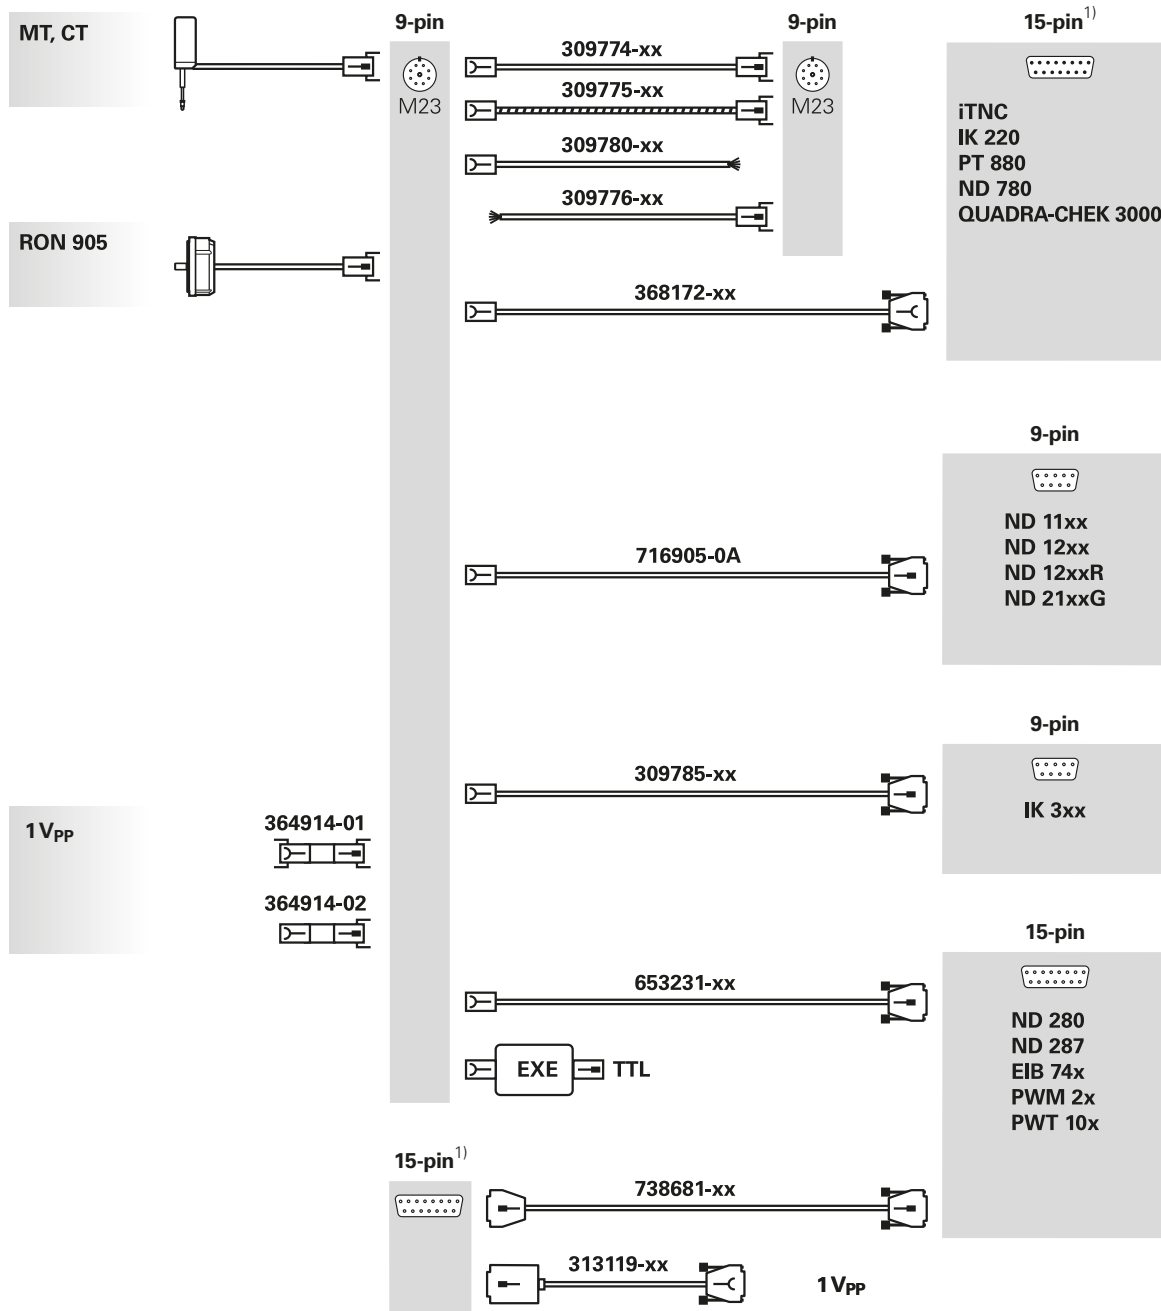 MT, CT
9-pin
9-pin
15-pin1)
309774-xx
M23
309775-xx
M23
309780-xx
309776-xx
iTNC
IK 220
PT 880
ND 780
QUADRA-CHEK 3000
RON 905
368172-xx
9-pin
716905-0A
ND 11xx
ND 12xx
ND 12xxR
ND 21xxG
9-pin
309785-xx
IK 3xx
1 VPP
364914-01
364914-02
15-pin
653231-xx
ND 280
ND 287
EIB 74x
PWM 2x
PWT 10x
EXE
TTL
15-pin1)
738681-xx
313119-xx
1 VPP